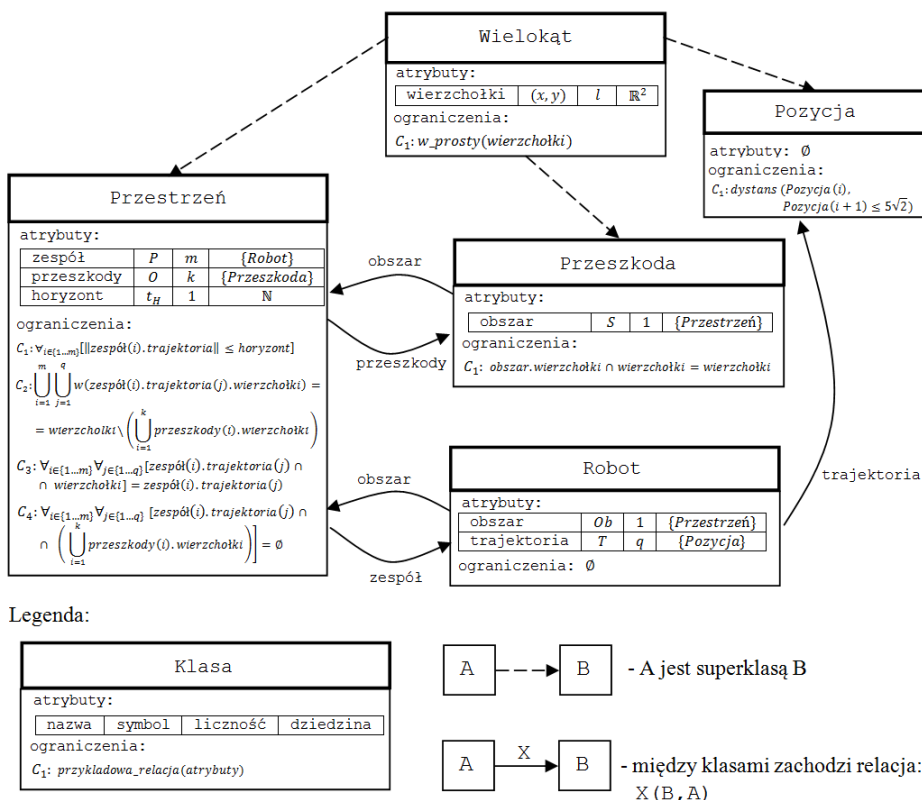 Wielokąt
atrybuty:
wierzchołki (x, y) l ℝ²
ograniczenia:
C₁: w_prosty(wierzchołki)
Pozycja
atrybuty: ∅
ograniczenia:
C₁: dystans (Pozycja(i),
Pozycja(i + 1) ≤ 5√2)
Przestrzeń
atrybuty:
zespół P m {Robot}
przeszkody O k {Przeszkoda}
horyzont t_H 1 ℕ
ograniczenia:
C₁: ∀_{i∈{1…m}}[‖zespół(i).trajektoria‖ ≤ horyzont]
C₂: ⋃_{i=1}^{m} ⋃_{j=1}^{q} w(zespół(i).trajektoria(j).wierzchołki) =
= wierzcholki\(⋃_{i=1}^{k} przeszkody(i).wierzchołki)
C₃: ∀_{i∈{1…m}}∀_{j∈{1…q}}[zespół(i).trajektoria(j) ∩
∩ wierzchołki] = zespół(i).trajektoria(j)
C₄: ∀_{i∈{1…m}}∀_{j∈{1…q}} [zespół(i).trajektoria(j) ∩
∩ (⋃_{i=1}^{k} przeszkody(i).wierzchołki)] = ∅
obszar
przeszkody
Przeszkoda
atrybuty:
obszar S 1 {Przestrzeń}
ograniczenia:
C₁: obszar.wierzchołki ∩ wierzchołki = wierzchołki
obszar
zespół
Robot
atrybuty:
obszar Ob 1 {Przestrzeń}
trajektoria T q {Pozycja}
ograniczenia: ∅
trajektoria
Legenda:
Klasa
atrybuty:
nazwa symbol liczność dziedzina
ograniczenia:
C₁: przykladowa_relacja(atrybuty)
A B - A jest superklasą B
A X B - między klasami zachodzi relacja:
X(B,A)